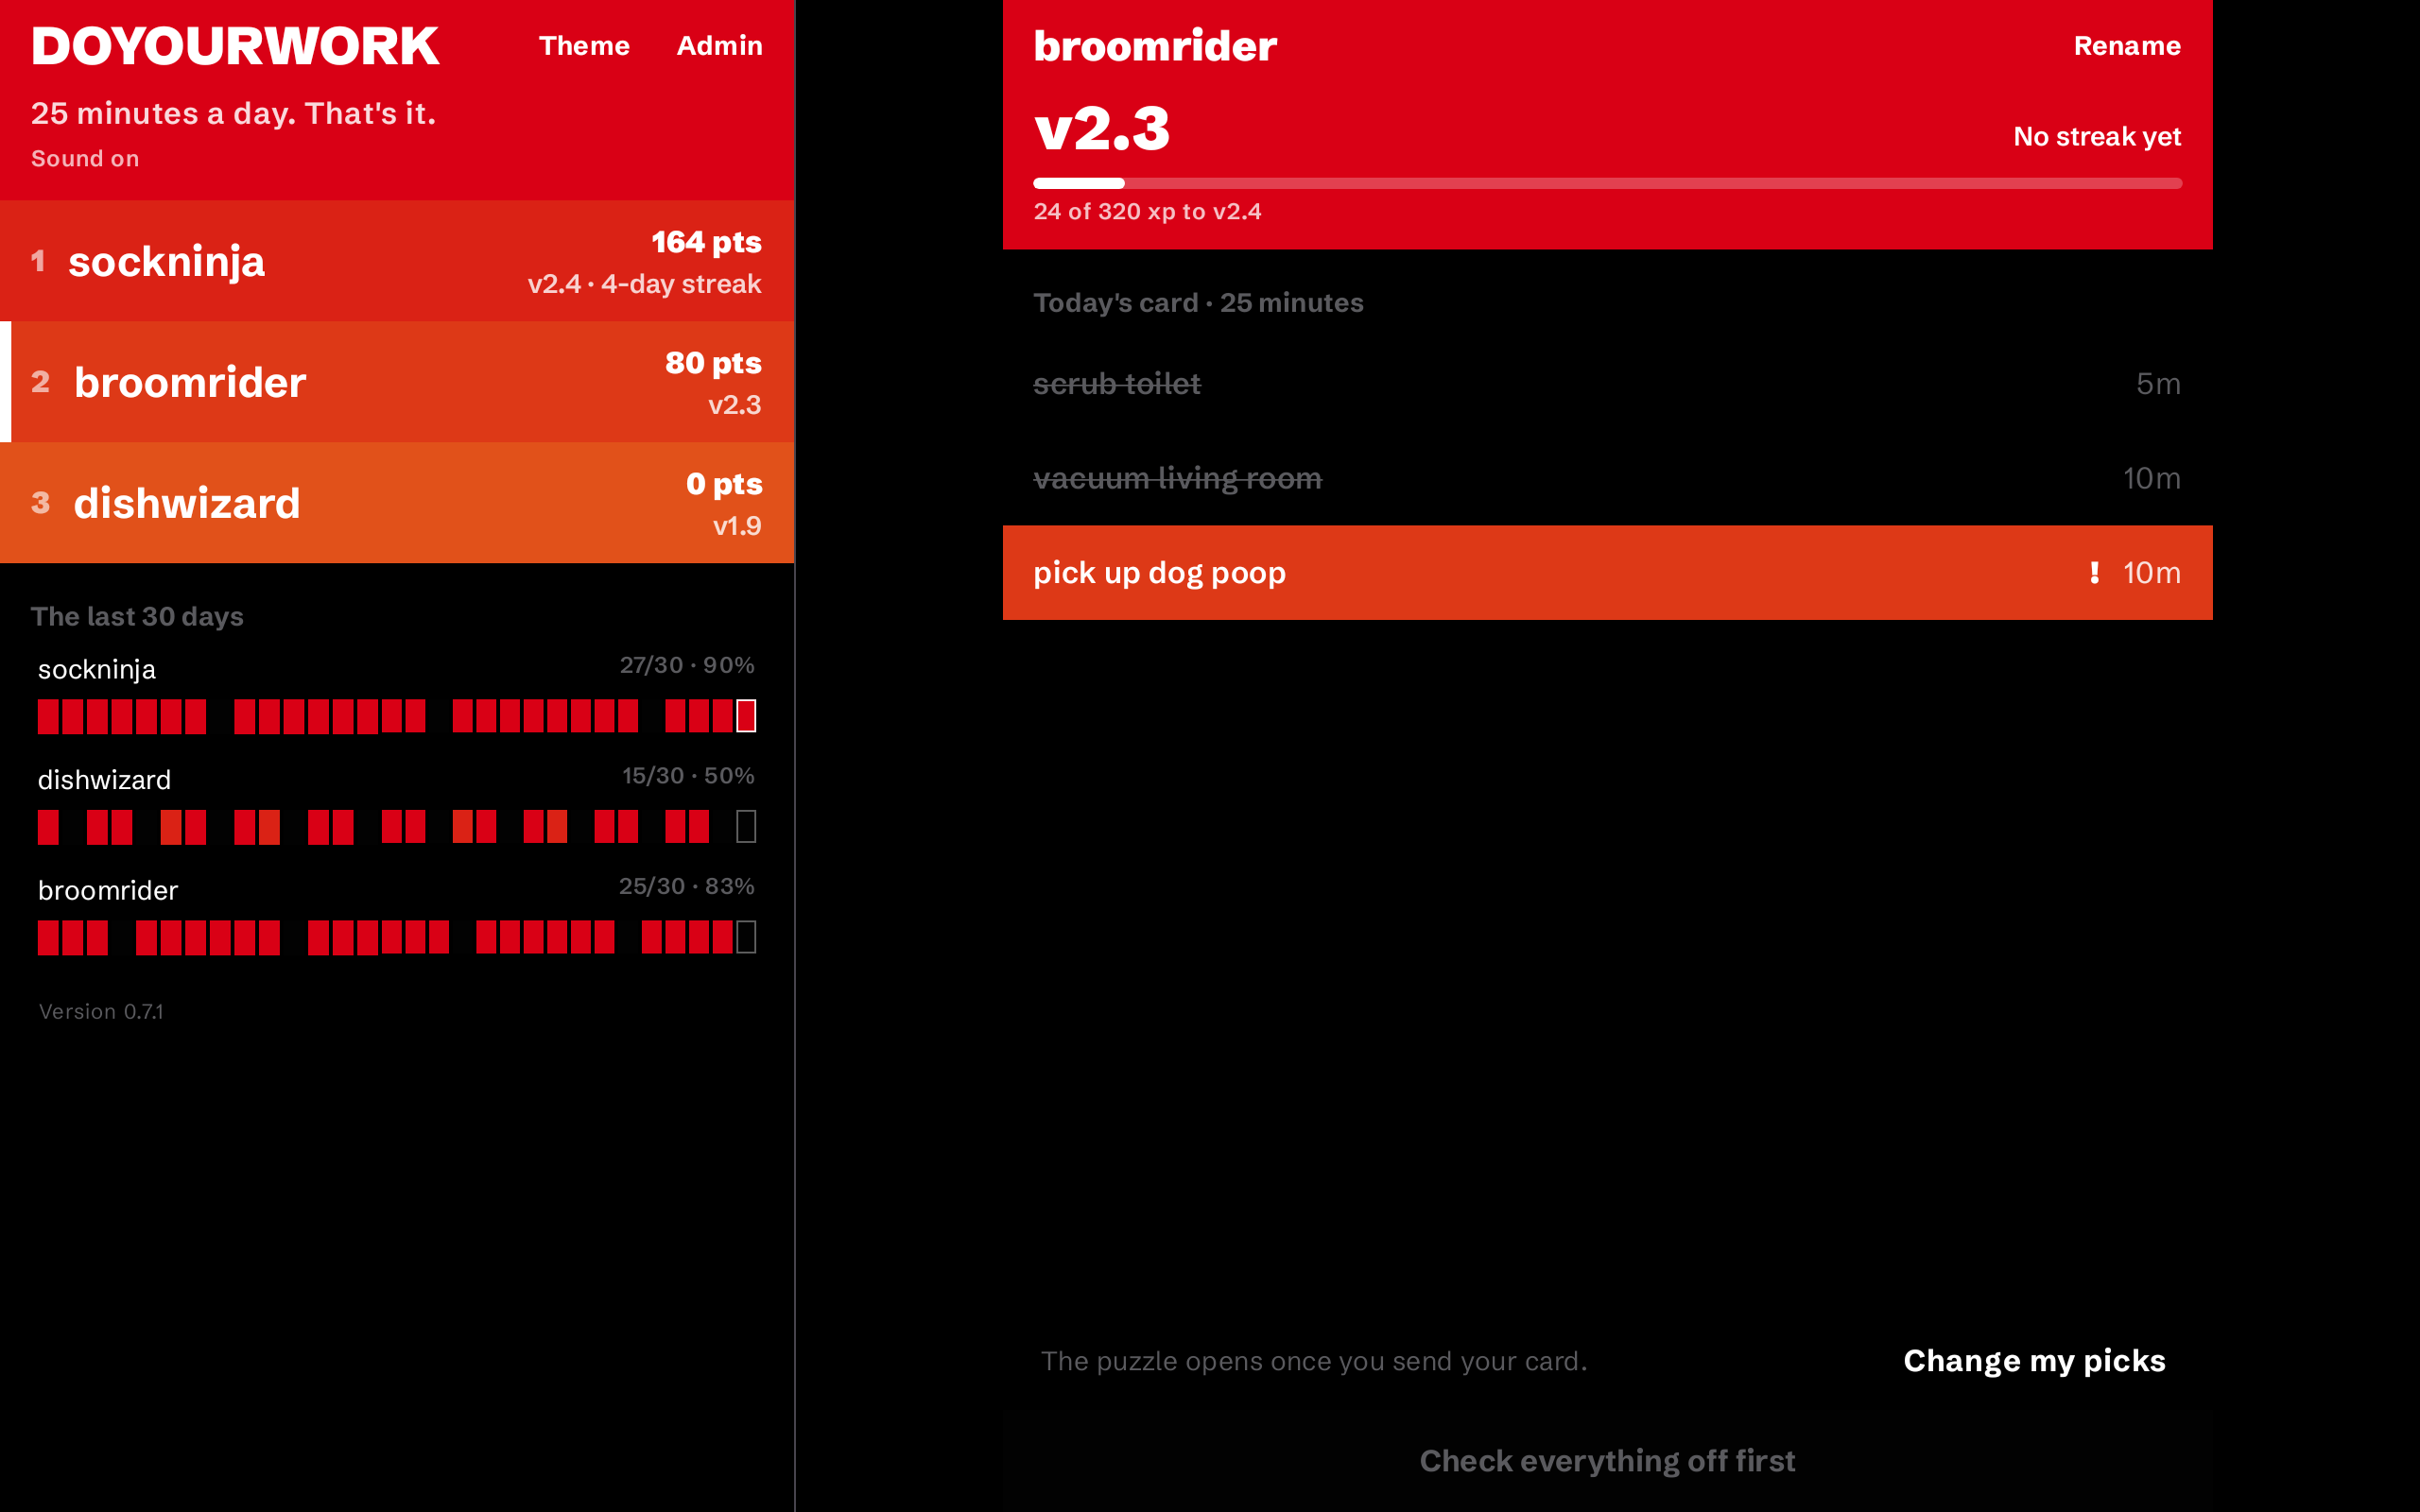 DOYOURWORK
Theme
Admin
25 minutes a day. That's it.
Sound on
1 sockninja
164 pts
v2.4 · 4-day streak
2 broomrider
80 pts
v2.3
3 dishwizard
0 pts
v1.9
The last 30 days
sockninja
27/30 · 90%
dishwizard
15/30 · 50%
broomrider
25/30 · 83%
Version 0.7.1
broomrider
Rename
v2.3
No streak yet
24 of 320 xp to v2.4
Today's card · 25 minutes
scrub toilet
5m
vacuum living room
10m
pick up dog poop
! 10m
The puzzle opens once you send your card.
Change my picks
Check everything off first